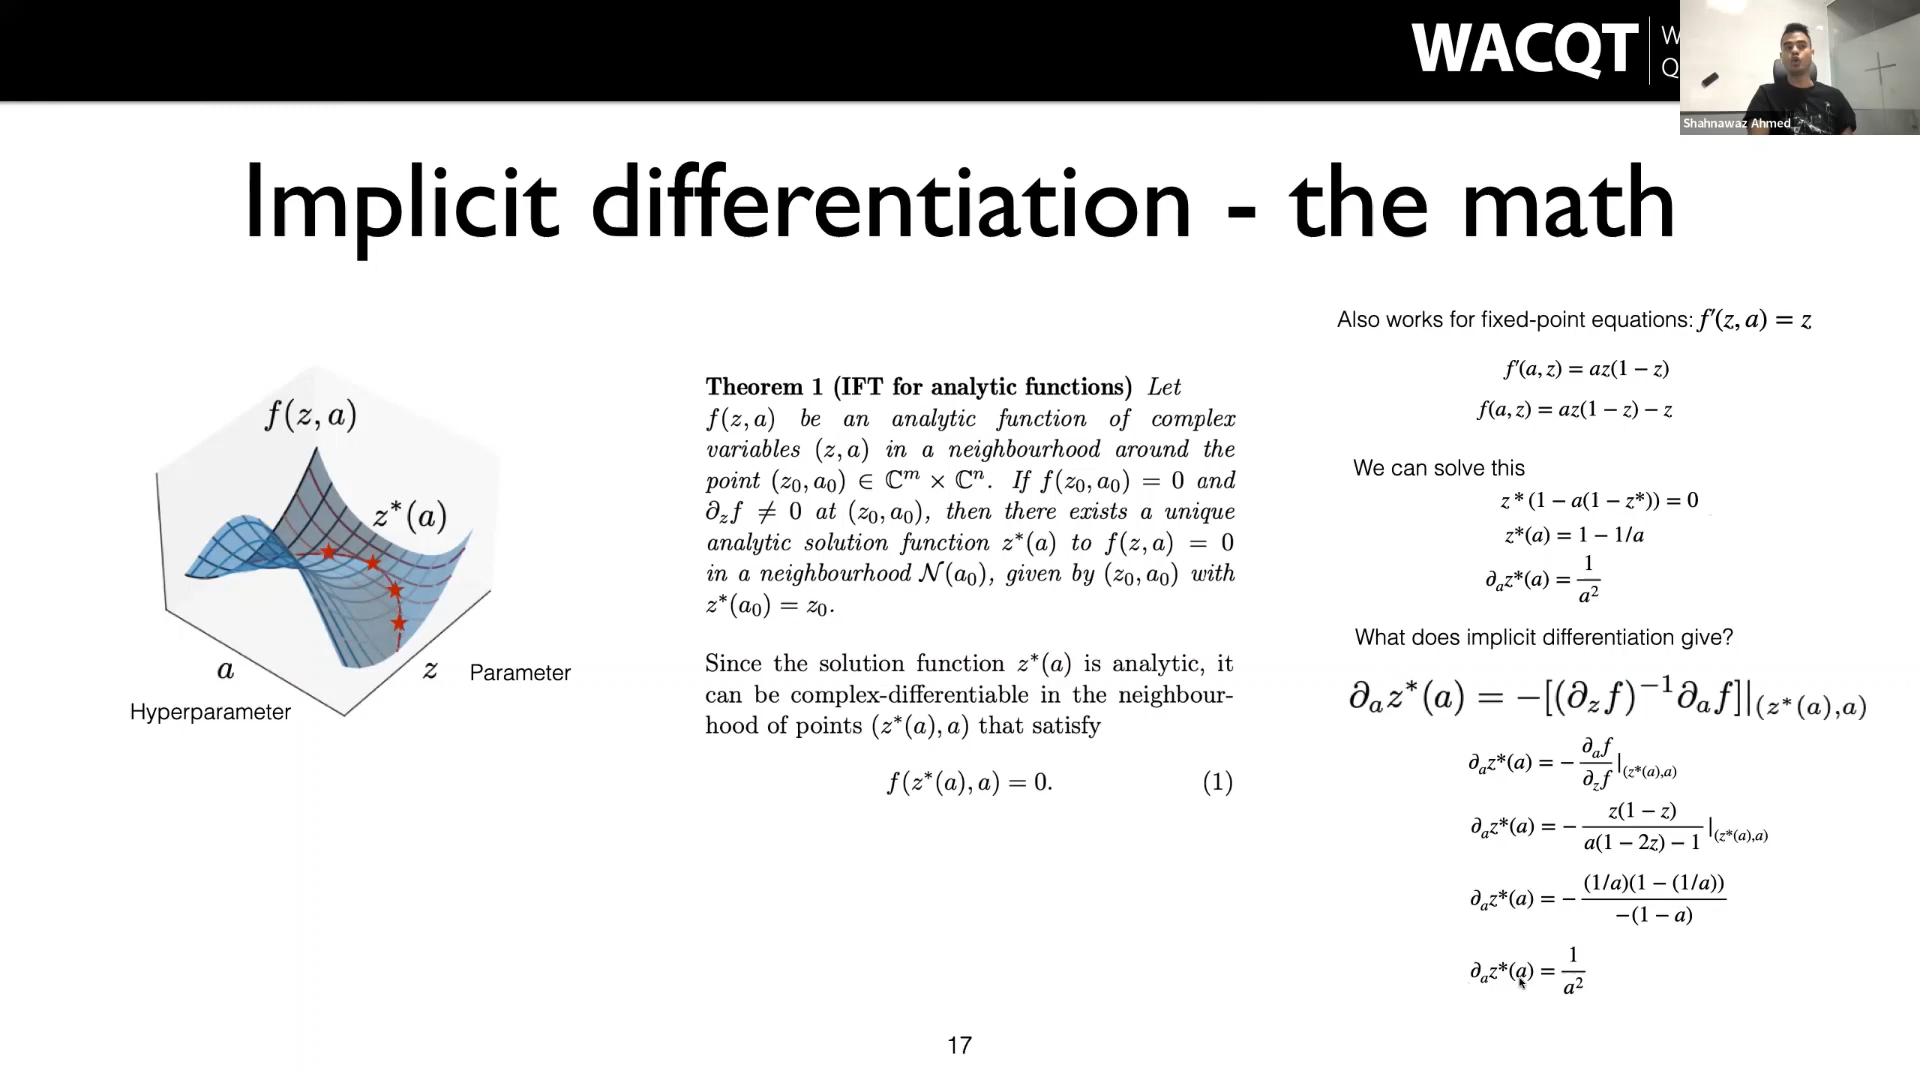 WACQT
W
Q
Shahnawaz Ahmed
Implicit differentiation - the math
f(z, a)
z*(a)
a
z
Parameter
Hyperparameter
Theorem 1 (IFT for analytic functions) Let
f(z, a) be an analytic function of complex
variables (z, a) in a neighbourhood around the
point (z₀, a₀) ∈ ℂᵐ × ℂⁿ. If f(z₀, a₀) = 0 and
∂_z f ≠ 0 at (z₀, a₀), then there exists a unique
analytic solution function z*(a) to f(z, a) = 0
in a neighbourhood 𝒩(a₀), given by (z₀, a₀) with
z*(a₀) = z₀.
Since the solution function z*(a) is analytic, it
can be complex-differentiable in the neighbour-
hood of points (z*(a), a) that satisfy
f(z*(a), a) = 0. (1)
Also works for fixed-point equations: f′(z, a) = z
f′(a, z) = az(1 − z)
f(a, z) = az(1 − z) − z
We can solve this
z*(1 − a(1 − z*)) = 0
z*(a) = 1 − 1/a
∂_a z*(a) = 1/a²
What does implicit differentiation give?
∂_a z*(a) = −[(∂_z f)⁻¹ ∂_a f]|_(z*(a),a)
∂_a z*(a) = − ∂_a f / ∂_z f |_(z*(a),a)
∂_a z*(a) = − z(1 − z) / a(1 − 2z) − 1 |_(z*(a),a)
∂_a z*(a) = − (1/a)(1 − (1/a)) / −(1 − a)
∂_a z*(a) = 1/a²
17